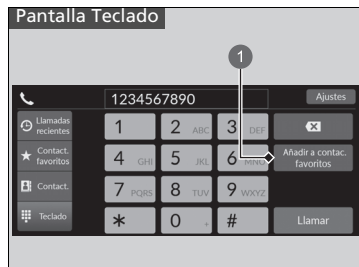 Pantalla Teclado
1
1234567890
Ajustes
Llamadas
recientes
1
2 ABC
3 DEF
Contact.
favoritos
4 GHI
5 JKL
6 MNO
Añadir a contac.
favoritos
Contact.
7 PQRS
8 TUV
9 WXYZ
Teclado
*
0 +
#
Llamar